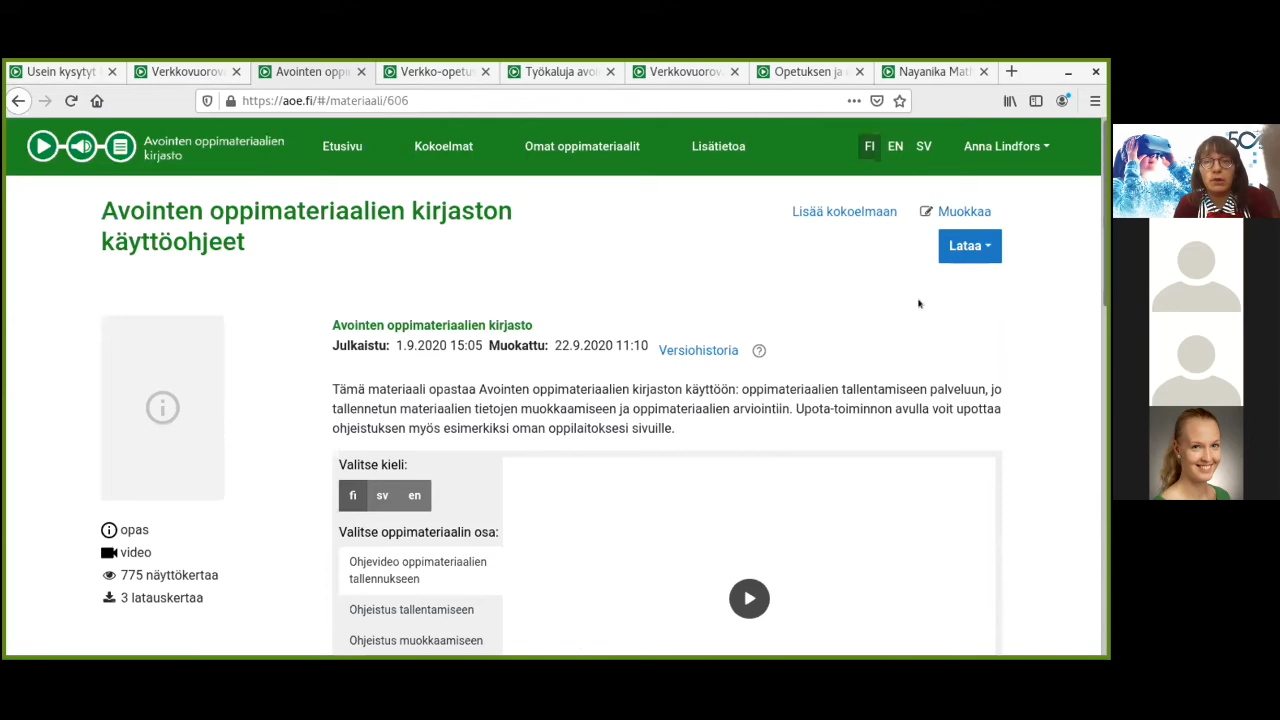 Usein kysytyt
Verkkovuorov
Avointen oppi
Verkko-opetus
Työkaluja avoi
Verkkovuorov
Opetuksen ja
Nayanika Mat
https://aoe.fi/#/materiaali/606
Avointen oppimateriaalien
kirjasto
Etusivu
Kokoelmat
Omat oppimateriaalit
Lisätietoa
FI EN SV
Anna Lindfors
Avointen oppimateriaalien kirjaston
käyttöohjeet
Lisää kokoelmaan
Muokkaa
Lataa
Avointen oppimateriaalien kirjasto
Julkaistu: 1.9.2020 15:05 Muokattu: 22.9.2020 11:10 Versiohistoria
Tämä materiaali opastaa Avointen oppimateriaalien kirjaston käyttöön: oppimateriaalien tallentamiseen palveluun, jo
tallennetun materiaalien tietojen muokkaamiseen ja oppimateriaalien arviointiin. Upota-toiminnon avulla voit upottaa
ohjeistuksen myös esimerkiksi oman oppilaitoksesi sivuille.
Valitse kieli:
fi sv en
Valitse oppimateriaalin osa:
Ohjevideo oppimateriaalien
tallennukseen
Ohjeistus tallentamiseen
Ohjeistus muokkaamiseen
opas
video
775 näyttökertaa
3 latauskertaa